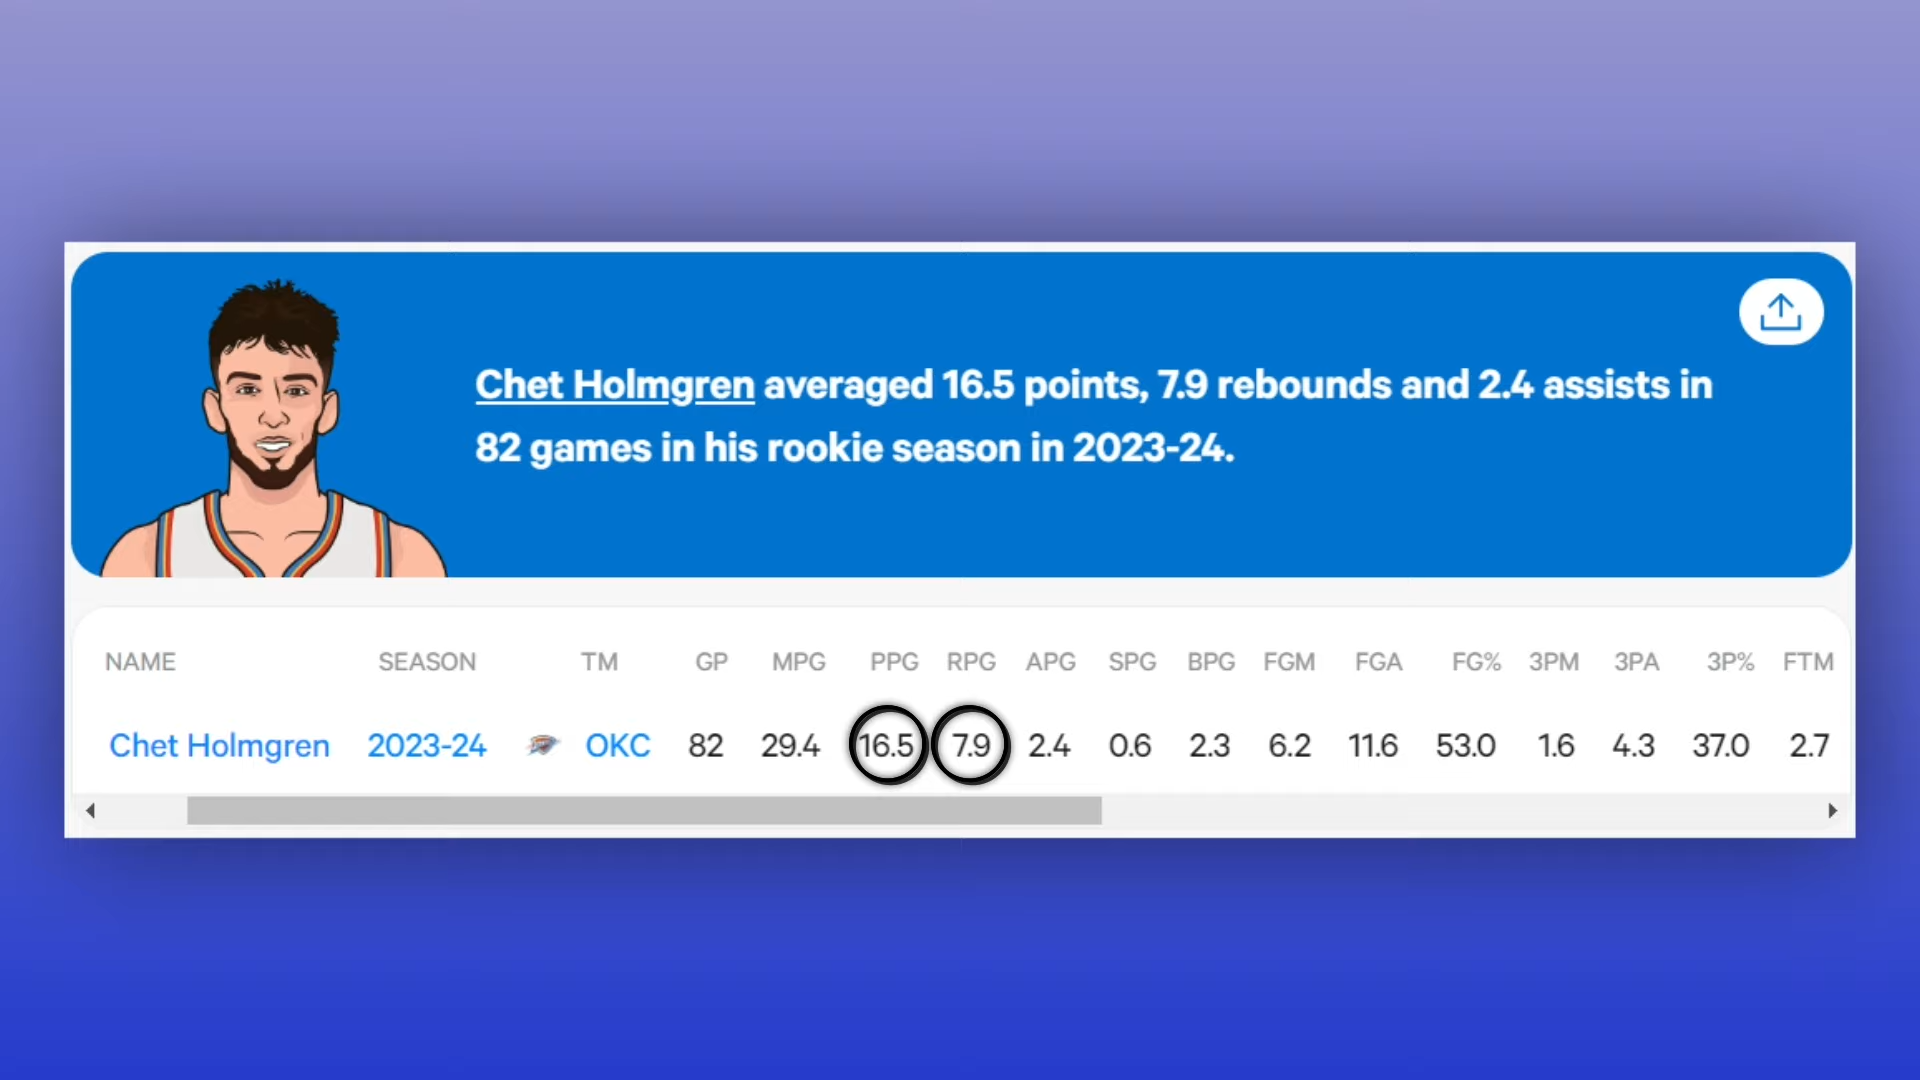 Chet Holmgren averaged 16.5 points, 7.9 rebounds and 2.4 assists in
82 games in his rookie season in 2023-24.
NAME SEASON TM GP MPG PPG RPG APG SPG BPG FGM FGA FG% 3PM 3PA 3P% FTM
Chet Holmgren 2023-24 OKC 82 29.4 16.5 7.9 2.4 0.6 2.3 6.2 11.6 53.0 1.6 4.3 37.0 2.7